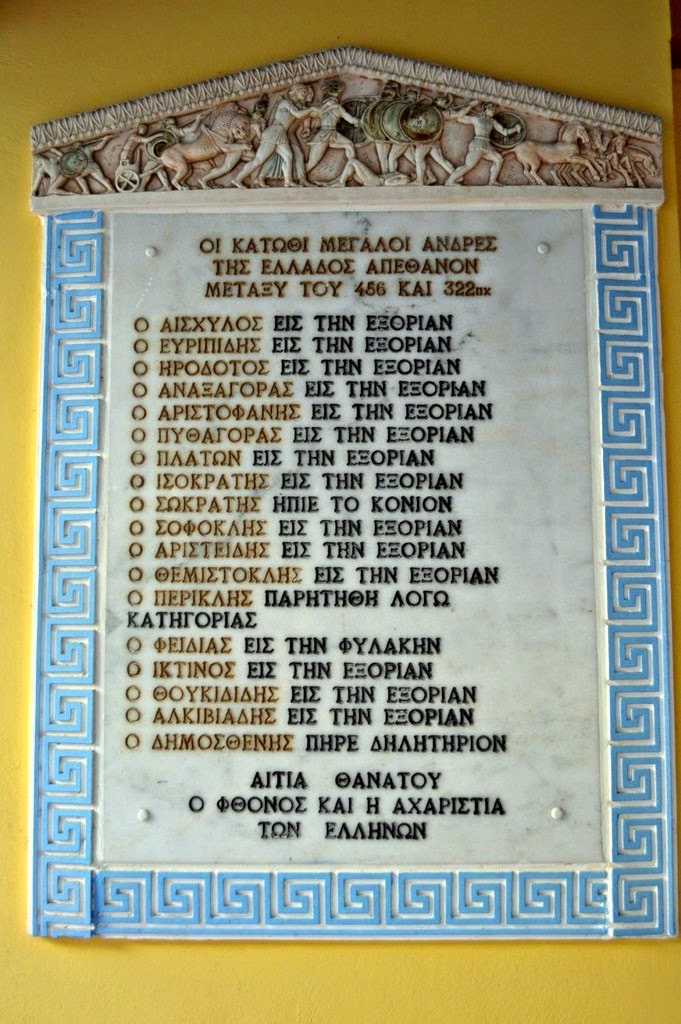 ΟΙ ΚΑΤΩΘΙ ΜΕΓΑΛΟΙ ΑΝΔΡΕΣ
ΤΗΣ ΕΛΛΑΔΟΣ ΑΠΕΘΑΝΟΝ
ΜΕΤΑΞΥ ΤΟΥ 456 ΚΑΙ 322πχ
Ο ΑΙΣΧΥΛΟΣ ΕΙΣ ΤΗΝ ΕΞΟΡΙΑΝ
Ο ΕΥΡΙΠΙΔΗΣ ΕΙΣ ΤΗΝ ΕΞΟΡΙΑΝ
Ο ΗΡΟΔΟΤΟΣ ΕΙΣ ΤΗΝ ΕΞΟΡΙΑΝ
Ο ΑΝΑΞΑΓΟΡΑΣ ΕΙΣ ΤΗΝ ΕΞΟΡΙΑΝ
Ο ΑΡΙΣΤΟΦΑΝΗΣ ΕΙΣ ΤΗΝ ΕΞΟΡΙΑΝ
Ο ΠΥΘΑΓΟΡΑΣ ΕΙΣ ΤΗΝ ΕΞΟΡΙΑΝ
Ο ΠΛΑΤΩΝ ΕΙΣ ΤΗΝ ΕΞΟΡΙΑΝ
Ο ΙΣΟΚΡΑΤΗΣ ΕΙΣ ΤΗΝ ΕΞΟΡΙΑΝ
Ο ΣΩΚΡΑΤΗΣ ΗΠΙΕ ΤΟ ΚΟΝΙΟΝ
Ο ΣΟΦΟΚΛΗΣ ΕΙΣ ΤΗΝ ΕΞΟΡΙΑΝ
Ο ΑΡΙΣΤΕΙΔΗΣ ΕΙΣ ΤΗΝ ΕΞΟΡΙΑΝ
Ο ΘΕΜΙΣΤΟΚΛΗΣ ΕΙΣ ΤΗΝ ΕΞΟΡΙΑΝ
Ο ΠΕΡΙΚΛΗΣ ΠΑΡΗΤΗΘΗ ΛΟΓΩ
ΚΑΤΗΓΟΡΙΑΣ
Ο ΦΕΙΔΙΑΣ ΕΙΣ ΤΗΝ ΦΥΛΑΚΗΝ
Ο ΙΚΤΙΝΟΣ ΕΙΣ ΤΗΝ ΕΞΟΡΙΑΝ
Ο ΘΟΥΚΙΔΙΔΗΣ ΕΙΣ ΤΗΝ ΕΞΟΡΙΑΝ
Ο ΑΛΚΙΒΙΑΔΗΣ ΕΙΣ ΤΗΝ ΕΞΟΡΙΑΝ
Ο ΔΗΜΟΣΘΕΝΗΣ ΠΗΡΕ ΔΗΛΗΤΗΡΙΟΝ
ΑΙΤΙΑ ΘΑΝΑΤΟΥ
Ο ΦΘΟΝΟΣ ΚΑΙ Η ΑΧΑΡΙΣΤΙΑ
ΤΩΝ ΕΛΛΗΝΩΝ